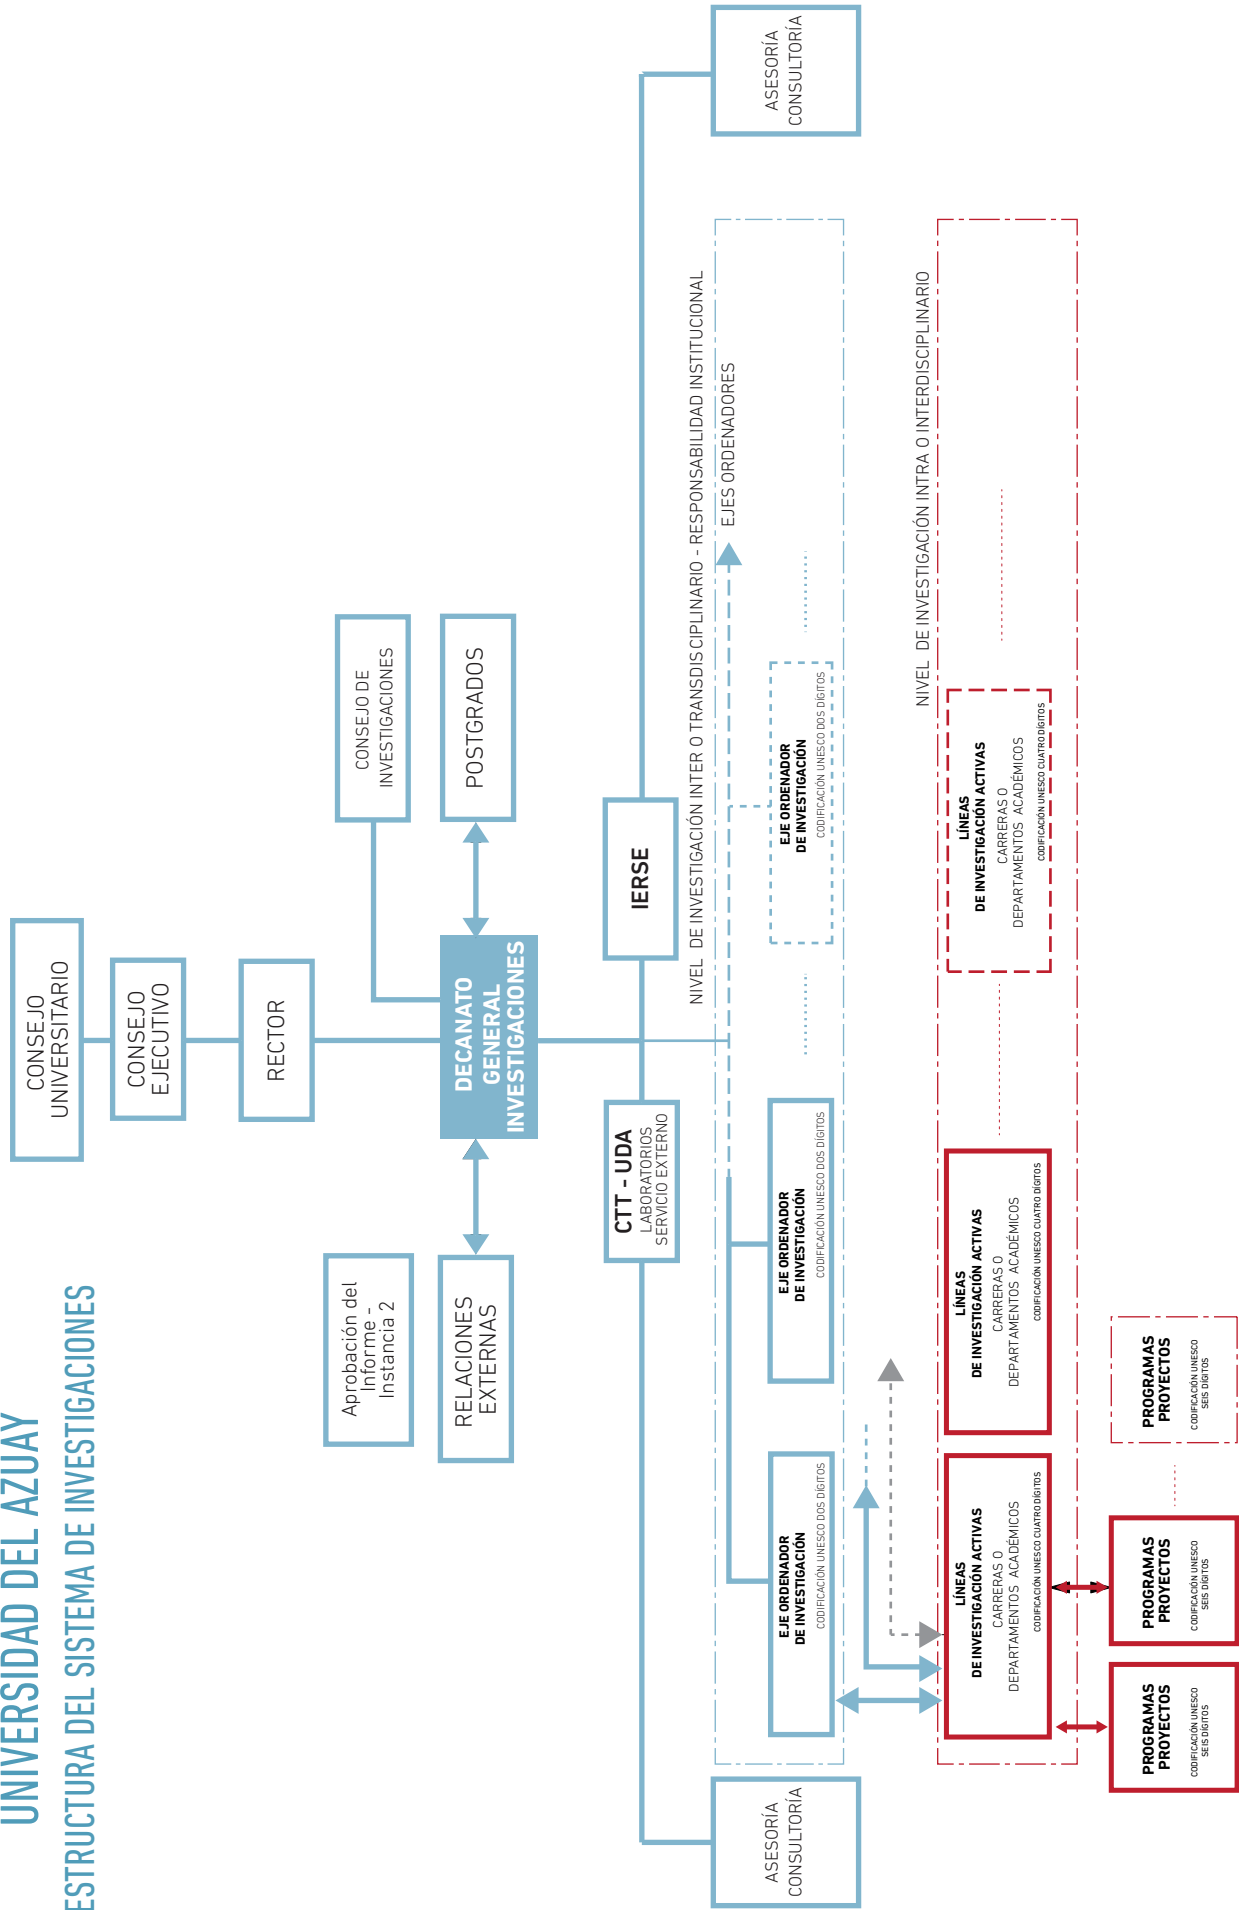 UNIVERSIDAD DEL AZUAY
ESTRUCTURA DEL SISTEMA DE INVESTIGACIONES
CONSEJO
UNIVERSITARIO
CONSEJO
EJECUTIVO
RECTOR
Aprobación del
Informe -
Instancia 2
CONSEJO DE
INVESTIGACIONES
RELACIONES
EXTERNAS
DECANATO
GENERAL
INVESTIGACIONES
POSTGRADOS
CTT - UDA
LABORATORIOS
SERVICIO EXTERNO
IERSE
ASESORÍA
CONSULTORÍA
ASESORÍA
CONSULTORÍA
NIVEL DE INVESTIGACIÓN INTER O TRANSDISCIPLINARIO - RESPONSABILIDAD INSTITUCIONAL
EJES ORDENADORES
EJE ORDENADOR
DE INVESTIGACIÓN
CODIFICACIÓN UNESCO DOS DÍGITOS
EJE ORDENADOR
DE INVESTIGACIÓN
CODIFICACIÓN UNESCO DOS DÍGITOS
EJE ORDENADOR
DE INVESTIGACIÓN
CODIFICACIÓN UNESCO DOS DÍGITOS
NIVEL DE INVESTIGACIÓN INTRA O INTERDISCIPLINARIO
LÍNEAS
DE INVESTIGACIÓN ACTIVAS
CARRERAS O
DEPARTAMENTOS ACADÉMICOS
CODIFICACIÓN UNESCO CUATRO DÍGITOS
LÍNEAS
DE INVESTIGACIÓN ACTIVAS
CARRERAS O
DEPARTAMENTOS ACADÉMICOS
CODIFICACIÓN UNESCO CUATRO DÍGITOS
LÍNEAS
DE INVESTIGACIÓN ACTIVAS
CARRERAS O
DEPARTAMENTOS ACADÉMICOS
CODIFICACIÓN UNESCO CUATRO DÍGITOS
PROGRAMAS
PROYECTOS
CODIFICACIÓN UNESCO
SEIS DÍGITOS
PROGRAMAS
PROYECTOS
CODIFICACIÓN UNESCO
SEIS DÍGITOS
PROGRAMAS
PROYECTOS
CODIFICACIÓN UNESCO
SEIS DÍGITOS